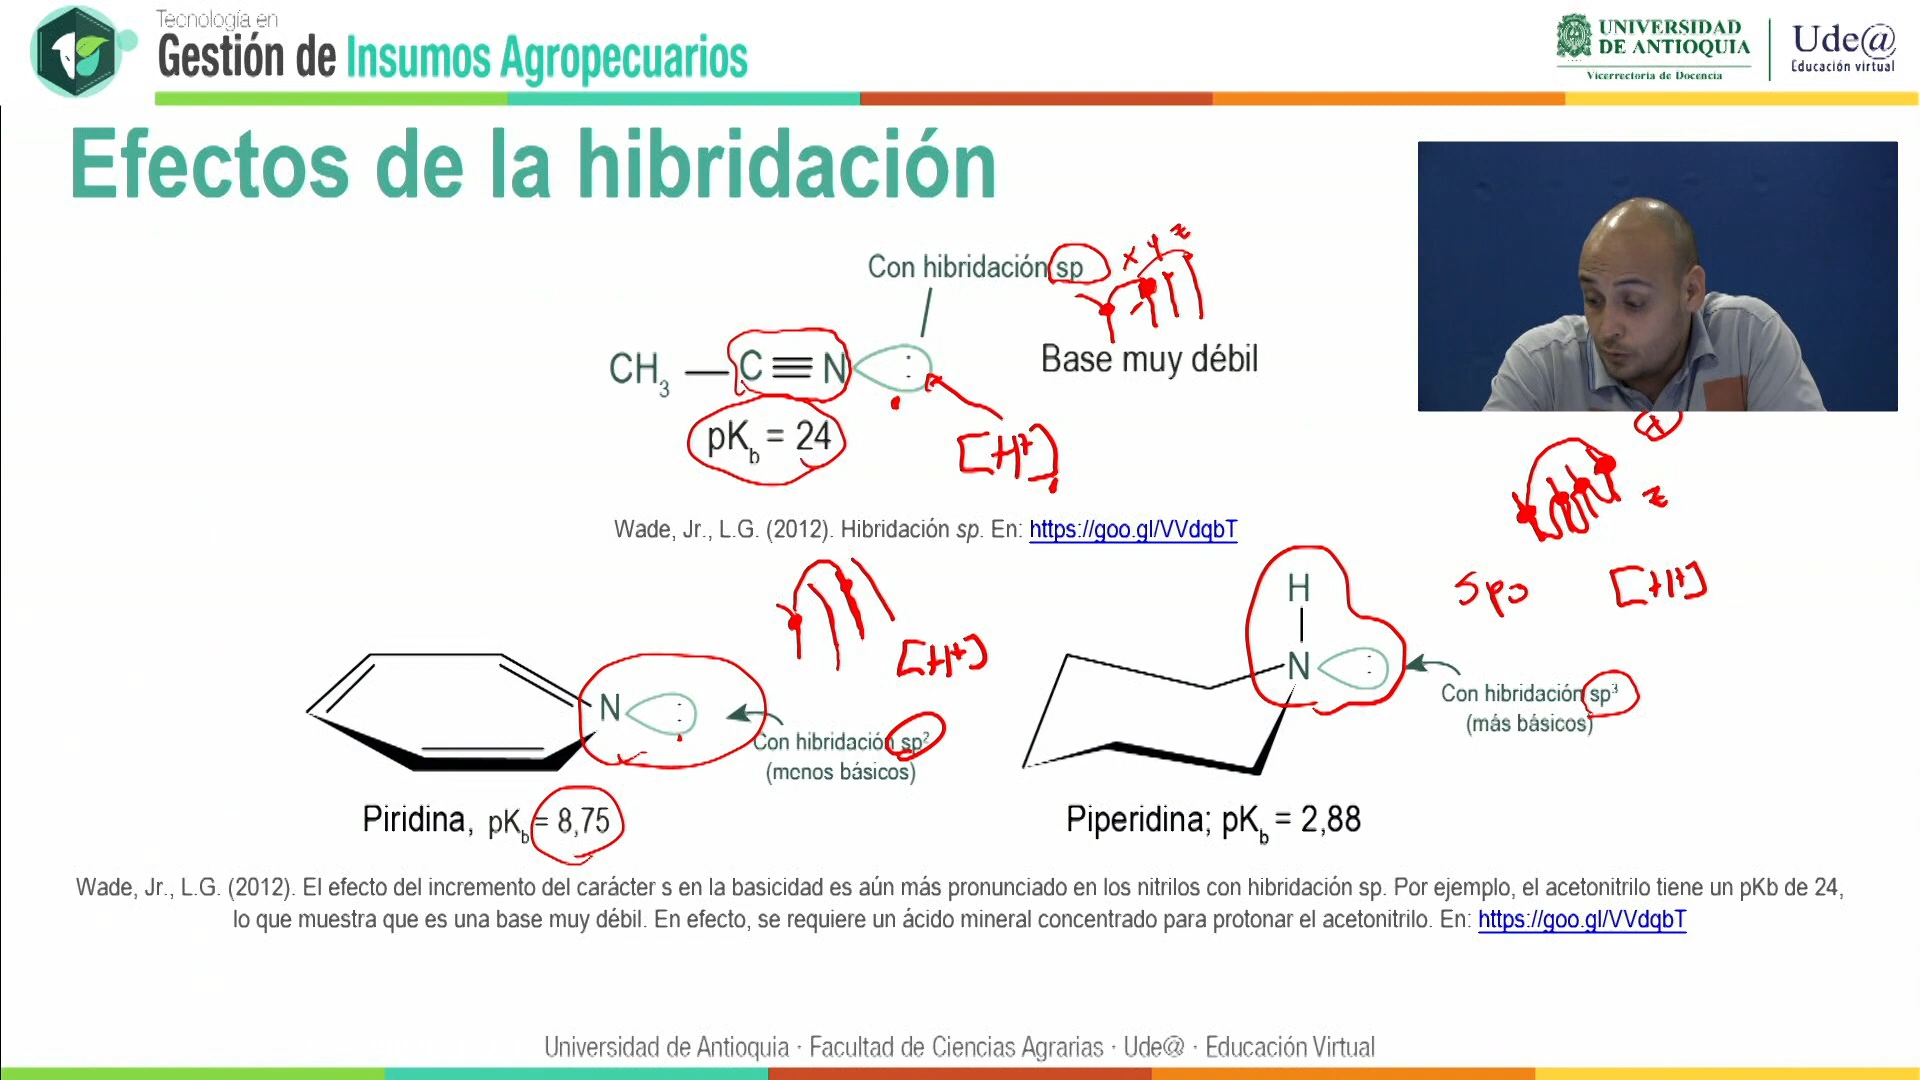 Tecnología en
Gestión de Insumos Agropecuarios
UNIVERSIDAD
DE ANTIOQUIA
Vicerrectoría de Docencia
Ude@
Educación virtual
Efectos de la hibridación
Con hibridación sp
x y z
Base muy débil
CH3 — C ≡ N :
[H+]
pKb = 24
+
z
Wade, Jr., L.G. (2012). Hibridación sp. En: https://goo.gl/VVdqbT
sp3
[H+]
[H+]
H
N :
N :
Con hibridación sp2
(menos básicos)
Con hibridación sp3
(más básicos)
Piridina, pKb = 8,75
Piperidina; pKb = 2,88
Wade, Jr., L.G. (2012). El efecto del incremento del carácter s en la basicidad es aún más pronunciado en los nitrilos con hibridación sp. Por ejemplo, el acetonitrilo tiene un pKb de 24,
lo que muestra que es una base muy débil. En efecto, se requiere un ácido mineral concentrado para protonar el acetonitrilo. En: https://goo.gl/VVdqbT
Universidad de Antioquia · Facultad de Ciencias Agrarias · Ude@ · Educación Virtual